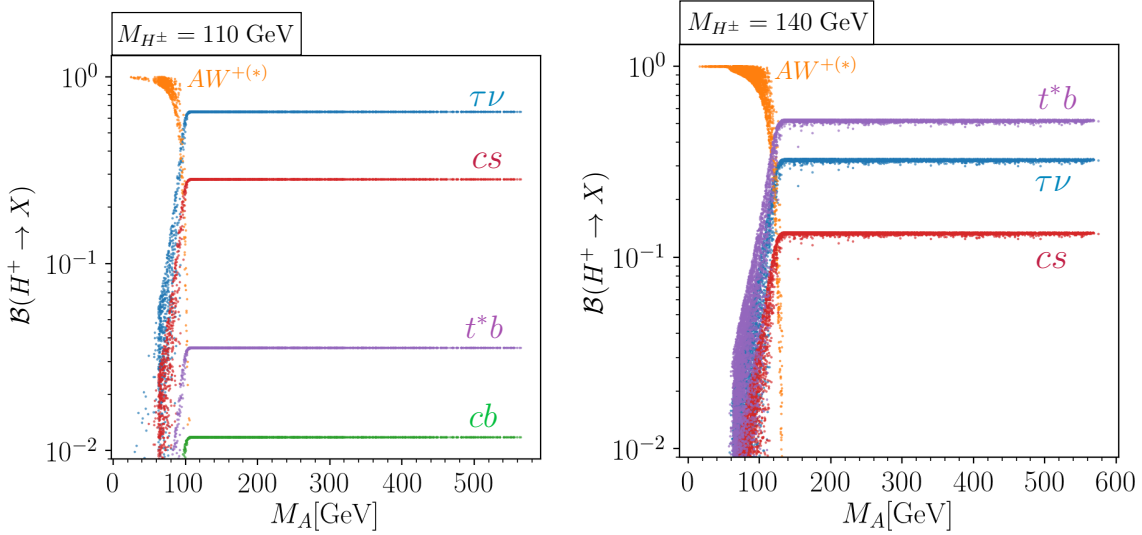 M_{H^±} = 110 GeV
AW^{+(*)}
τν
cs
t^*b
cb
10^0
10^{-1}
10^{-2}
B(H^+ → X)
0 100 200 300 400 500
M_A[GeV]
M_{H^±} = 140 GeV
AW^{+(*)}
t^*b
τν
cs
10^0
10^{-1}
10^{-2}
B(H^+ → X)
0 100 200 300 400 500 600
M_A[GeV]